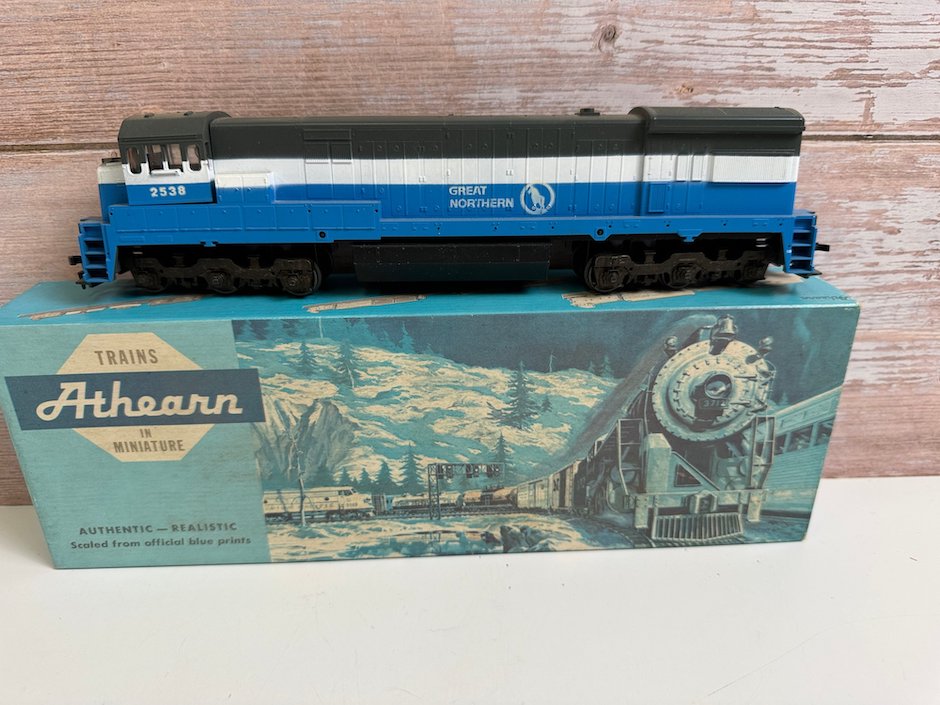 2538
GREAT
NORTHERN
TRAINS
Athearn
IN
MINIATURE
AUTHENTIC — REALISTIC
Scaled from official blue prints